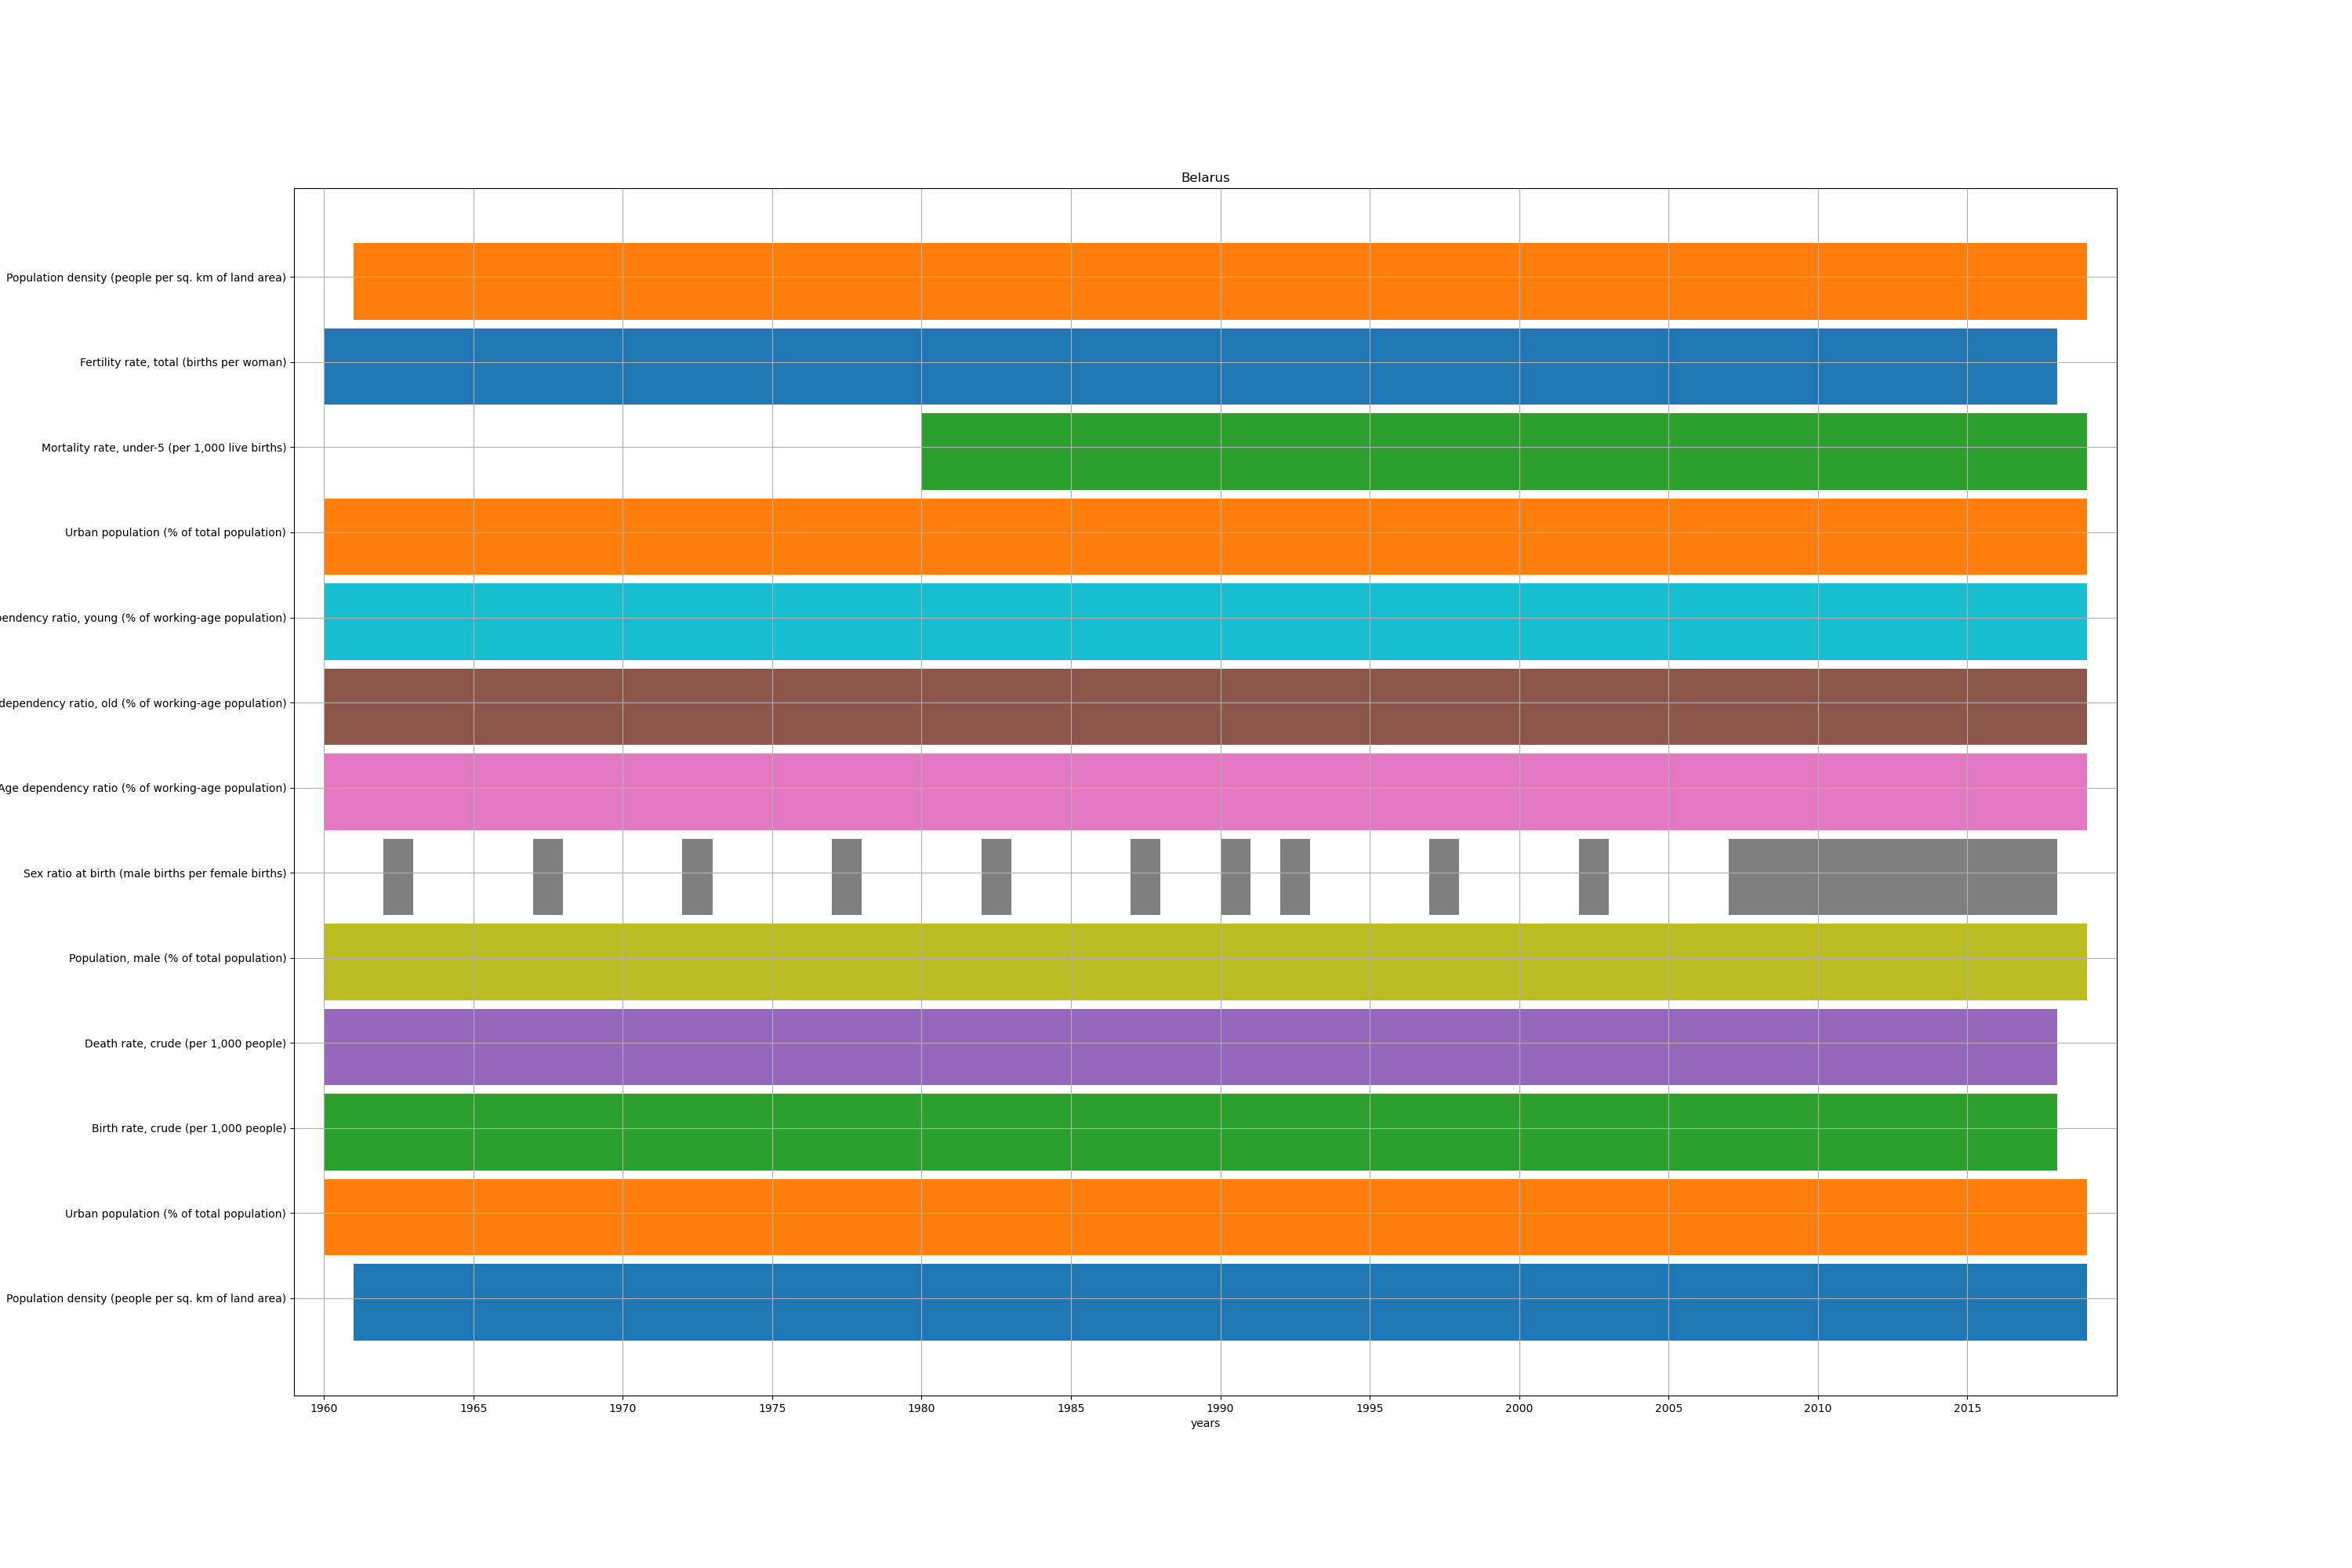 Belarus
Population density (people per sq. km of land area)
Fertility rate, total (births per woman)
Mortality rate, under-5 (per 1,000 live births)
Urban population (% of total population)
ratio, young (% of working-age population)
dependency ratio, old (% of working-age population)
Age dependency ratio (% of working-age population)
Sex ratio at birth (male births per female births)
Population, male (% of total population)
Death rate, crude (per 1,000 people)
Birth rate, crude (per 1,000 people)
Urban population (% of total population)
Population density (people per sq. km of land area)
1960 1965 1970 1975 1980 1985 1990 1995 2000 2005 2010 2015
years